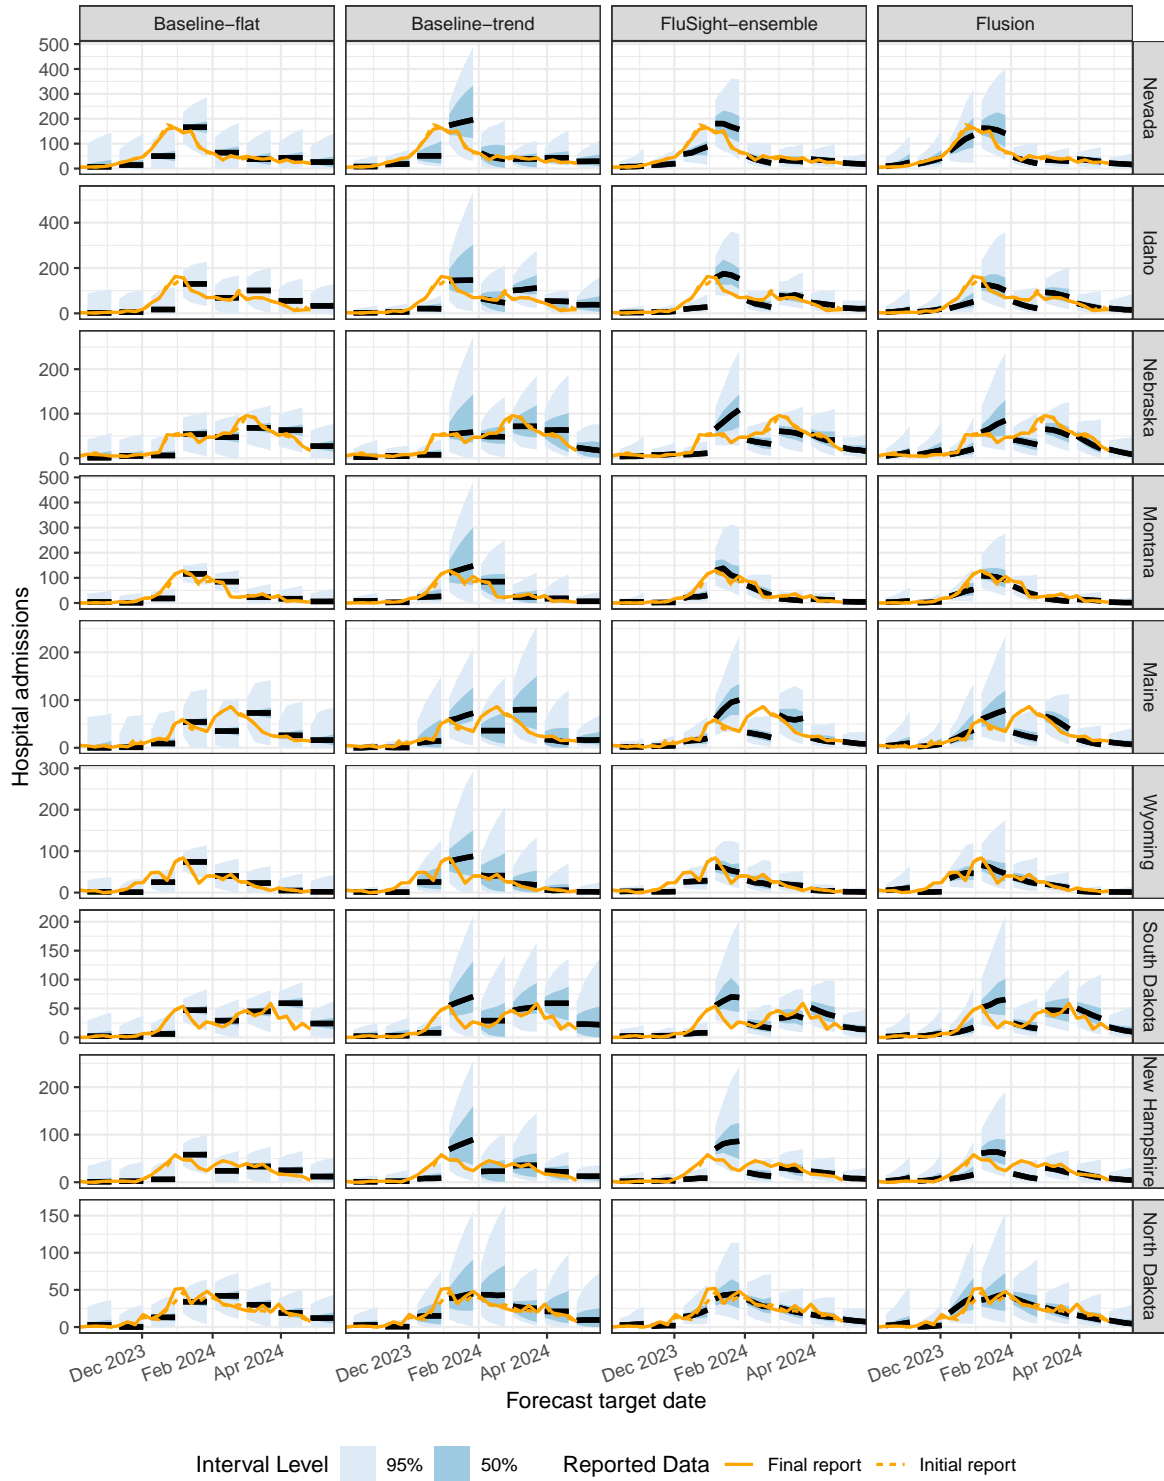 Baseline−flat
Baseline−trend
FluSight−ensemble
Flusion
500
400
300
200
100
0
Nevada
400
200
0
Idaho
200
100
0
Nebraska
500
400
300
200
100
0
Montana
200
100
0
Maine
300
200
100
0
Wyoming
200
150
100
50
0
South Dakota
200
100
0
New Hampshire
150
100
50
0
North Dakota
Hospital admissions
Dec 2023 Feb 2024 Apr 2024
Dec 2023 Feb 2024 Apr 2024
Dec 2023 Feb 2024 Apr 2024
Dec 2023 Feb 2024 Apr 2024
Forecast target date
Interval Level 95% 50% Reported Data Final report Initial report